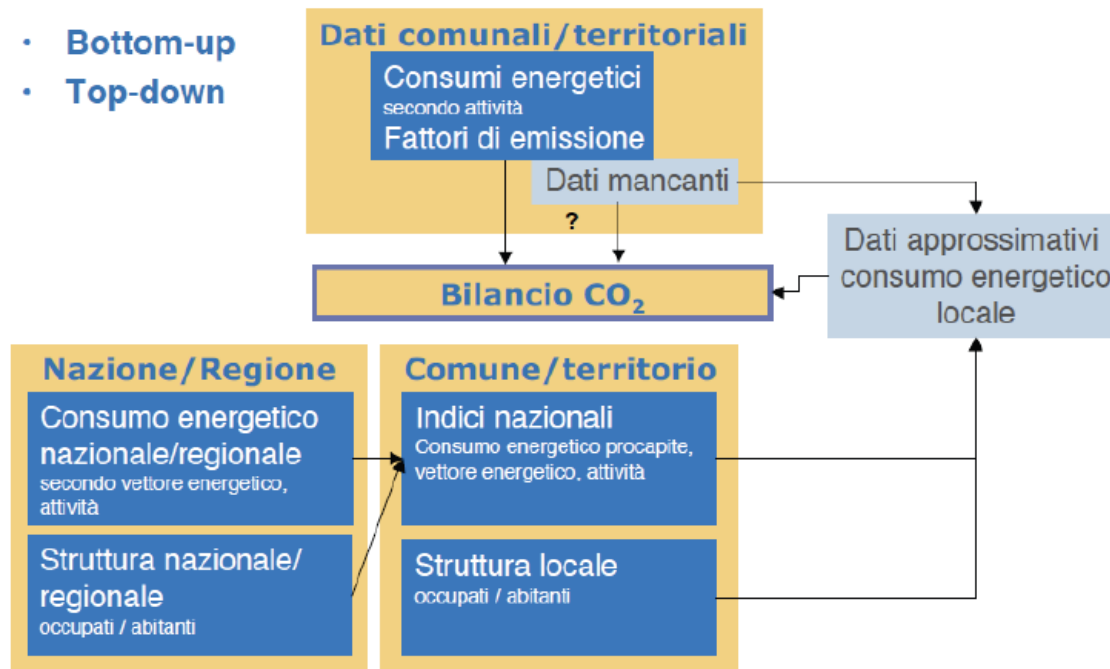 · Bottom-up
· Top-down
Dati comunali/territoriali
Consumi energetici
secondo attività
Fattori di emissione
Dati mancanti
?
Bilancio CO₂
Dati approssimativi
consumo energetico
locale
Nazione/Regione
Consumo energetico
nazionale/regionale
secondo vettore energetico,
attività
Struttura nazionale/
regionale
occupati / abitanti
Comune/territorio
Indici nazionali
Consumo energetico procapite,
vettore energetico, attività
Struttura locale
occupati / abitanti